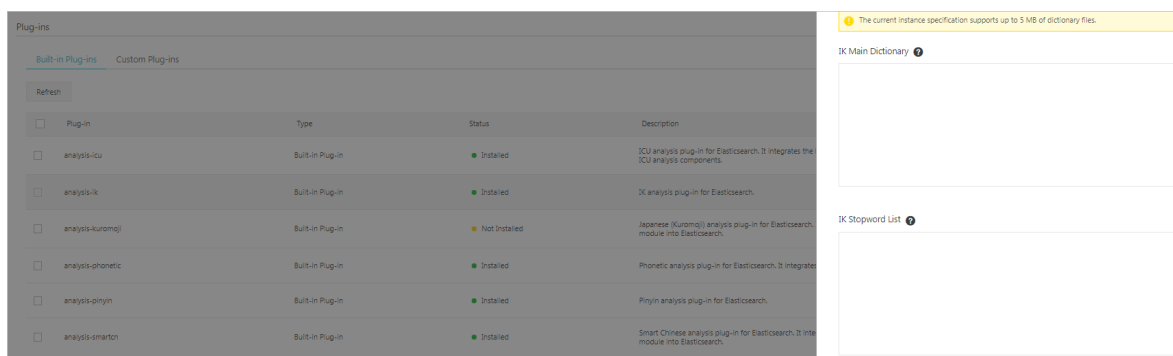 Plug-ins
Built-in Plug-ins Custom Plug-ins
Refresh
Plug-in Type Status Description
analysis-icu Built-in Plug-in Installed ICU analysis plug-in for Elasticsearch. It integrates the
ICU analysis components.
analysis-ik Built-in Plug-in Installed IK analysis plug-in for Elasticsearch.
analysis-kuromoji Built-in Plug-in Not Installed Japanese (Kuromoji) analysis plug-in for Elasticsearch.
module into Elasticsearch.
analysis-phonetic Built-in Plug-in Installed Phonetic analysis plug-in for Elasticsearch. It integrates
analysis-pinyin Built-in Plug-in Installed Pinyin analysis plug-in for Elasticsearch.
analysis-smartcn Built-in Plug-in Installed Smart Chinese analysis plug-in for Elasticsearch. It inte
module into Elasticsearch.
The current instance specification supports up to 5 MB of dictionary files.
IK Main Dictionary
IK Stopword List